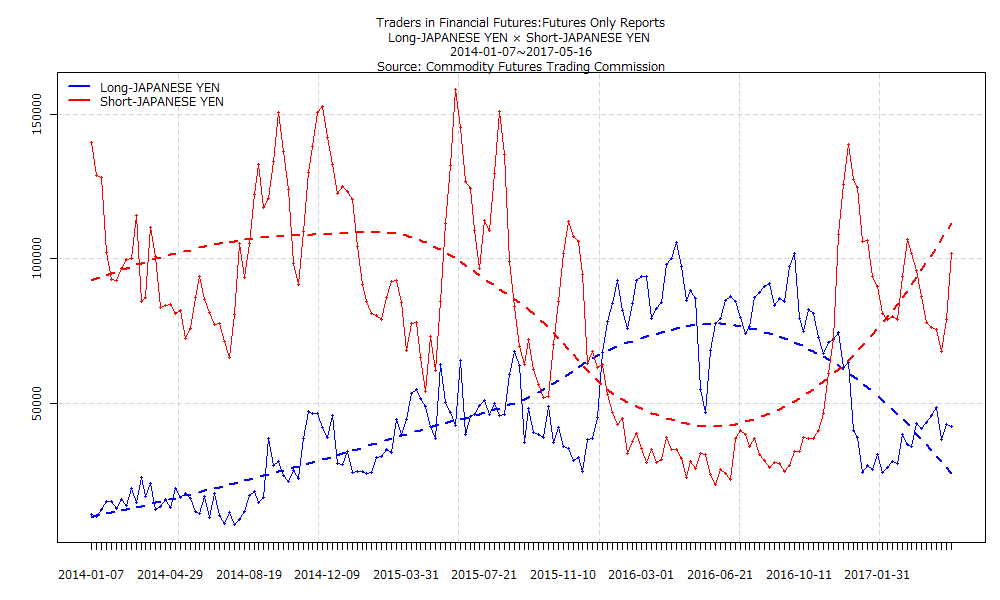 Traders in Financial Futures:Futures Only Reports
Long-JAPANESE YEN × Short-JAPANESE YEN
2014-01-07~2017-05-16
Source: Commodity Futures Trading Commission
Long-JAPANESE YEN
Short-JAPANESE YEN
150000
100000
50000
2014-01-07 2014-04-29 2014-08-19 2014-12-09 2015-03-31 2015-07-21 2015-11-10 2016-03-01 2016-06-21 2016-10-11 2017-01-31